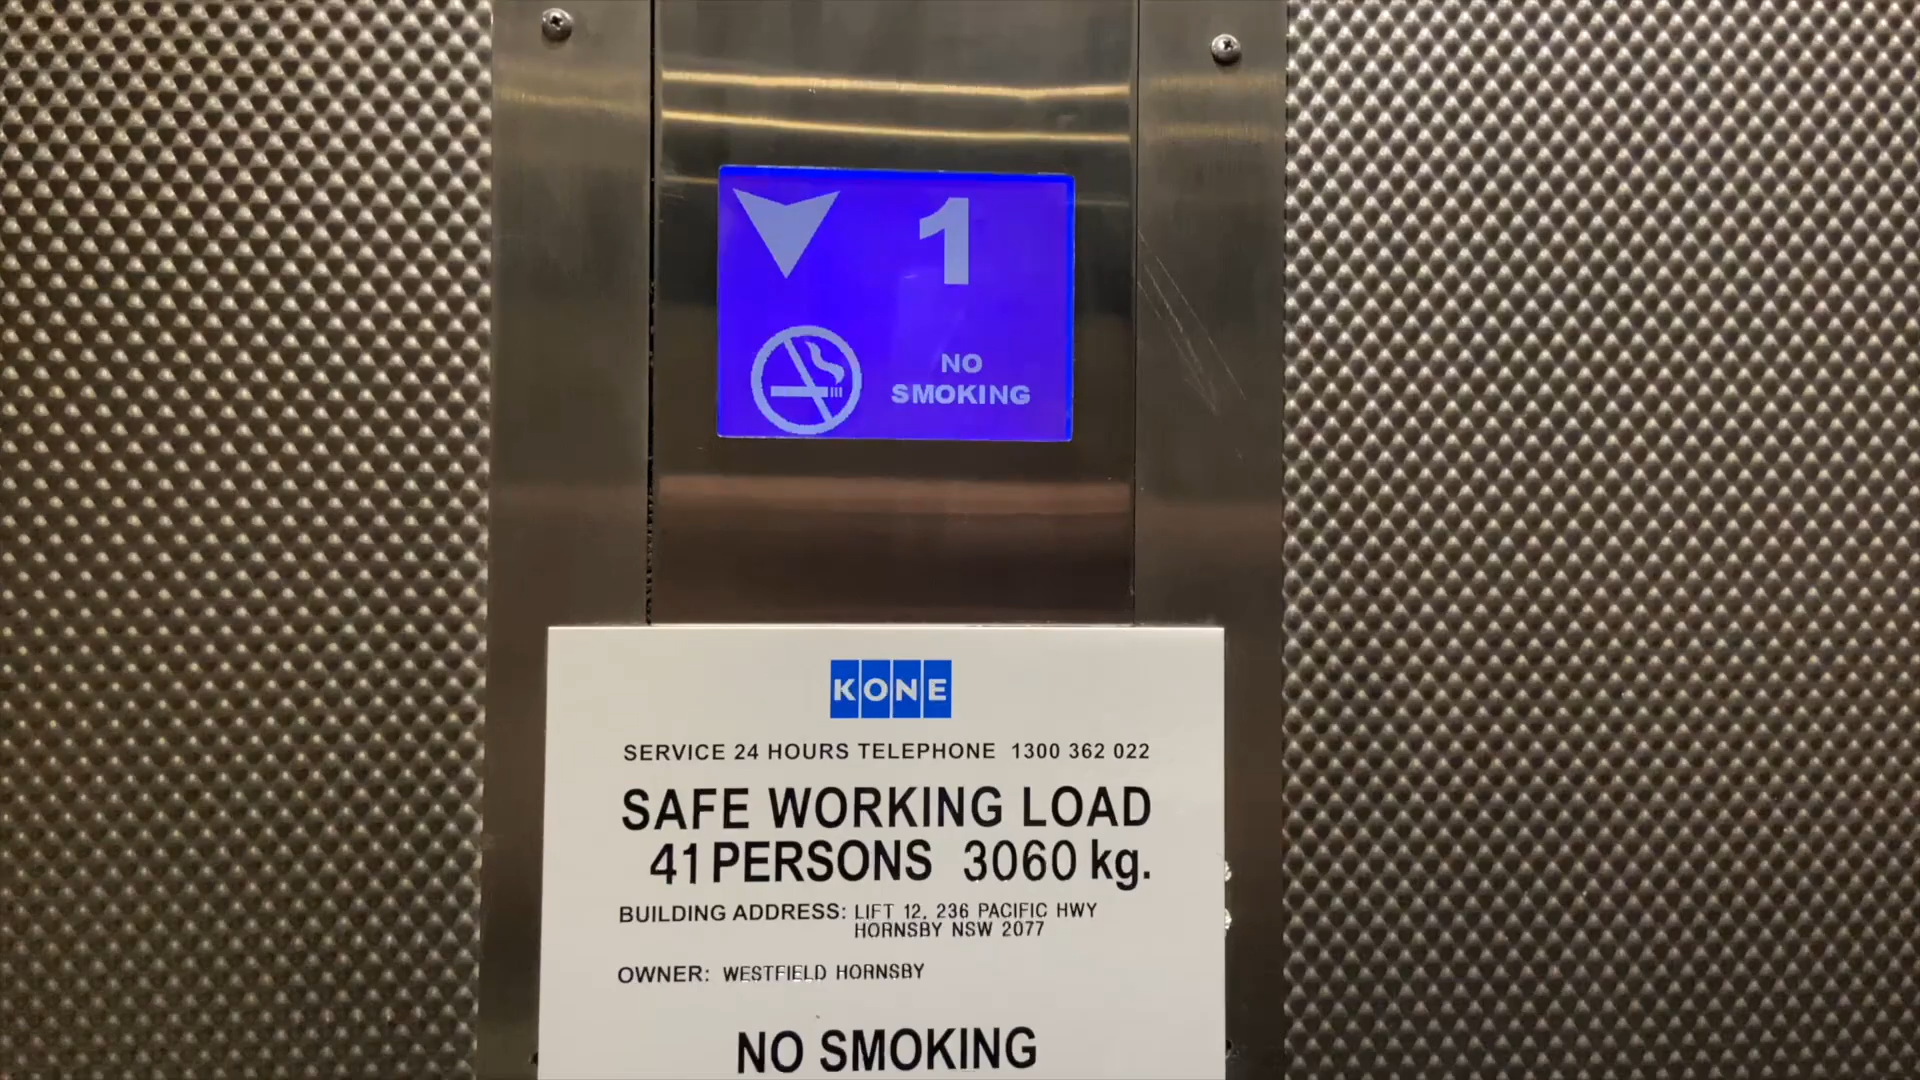 1
NO
SMOKING
KONE
SERVICE 24 HOURS TELEPHONE 1300 362 022
SAFE WORKING LOAD
41 PERSONS 3060 kg.
BUILDING ADDRESS: LIFT 12, 236 PACIFIC HWY
HORNSBY NSW 2077
OWNER: WESTFIELD HORNSBY
NO SMOKING